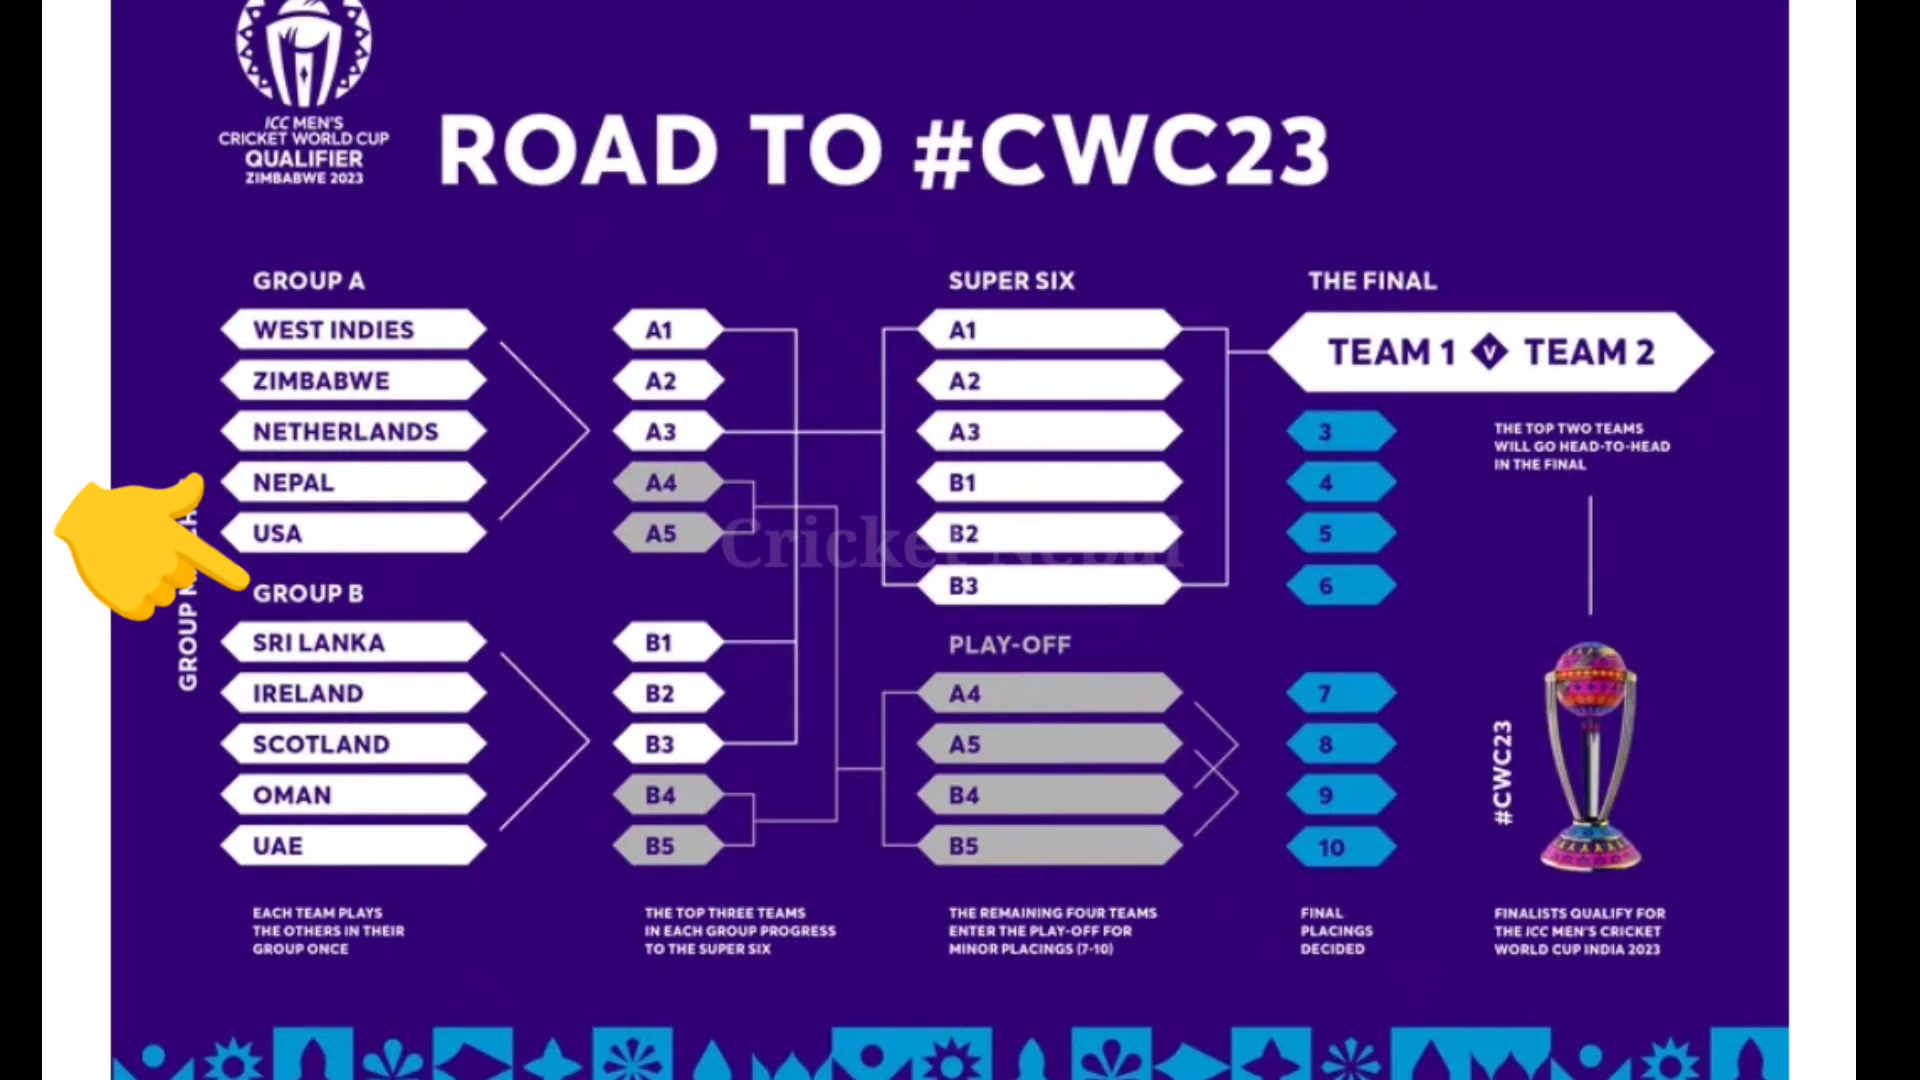 ICC MEN'S
CRICKET WORLD CUP
QUALIFIER
ZIMBABWE 2023
ROAD TO #CWC23
GROUP A
WEST INDIES
ZIMBABWE
NETHERLANDS
NEPAL
USA
GROUP B
SRI LANKA
IRELAND
SCOTLAND
OMAN
UAE
EACH TEAM PLAYS
THE OTHERS IN THEIR
GROUP ONCE
A1
A2
A3
A4
A5
B1
B2
B3
B4
B5
THE TOP THREE TEAMS
IN EACH GROUP PROGRESS
TO THE SUPER SIX
SUPER SIX
A1
A2
A3
B1
B2
B3
Cricket Nepal
PLAY-OFF
A4
A5
B4
B5
THE REMAINING FOUR TEAMS
ENTER THE PLAY-OFF FOR
MINOR PLACINGS (7-10)
THE FINAL
TEAM 1 V TEAM 2
3
4
5
6
7
8
9
10
FINAL
PLACINGS
DECIDED
THE TOP TWO TEAMS
WILL GO HEAD-TO-HEAD
IN THE FINAL
#CWC23
FINALISTS QUALIFY FOR
THE ICC MEN'S CRICKET
WORLD CUP INDIA 2023
GROUP